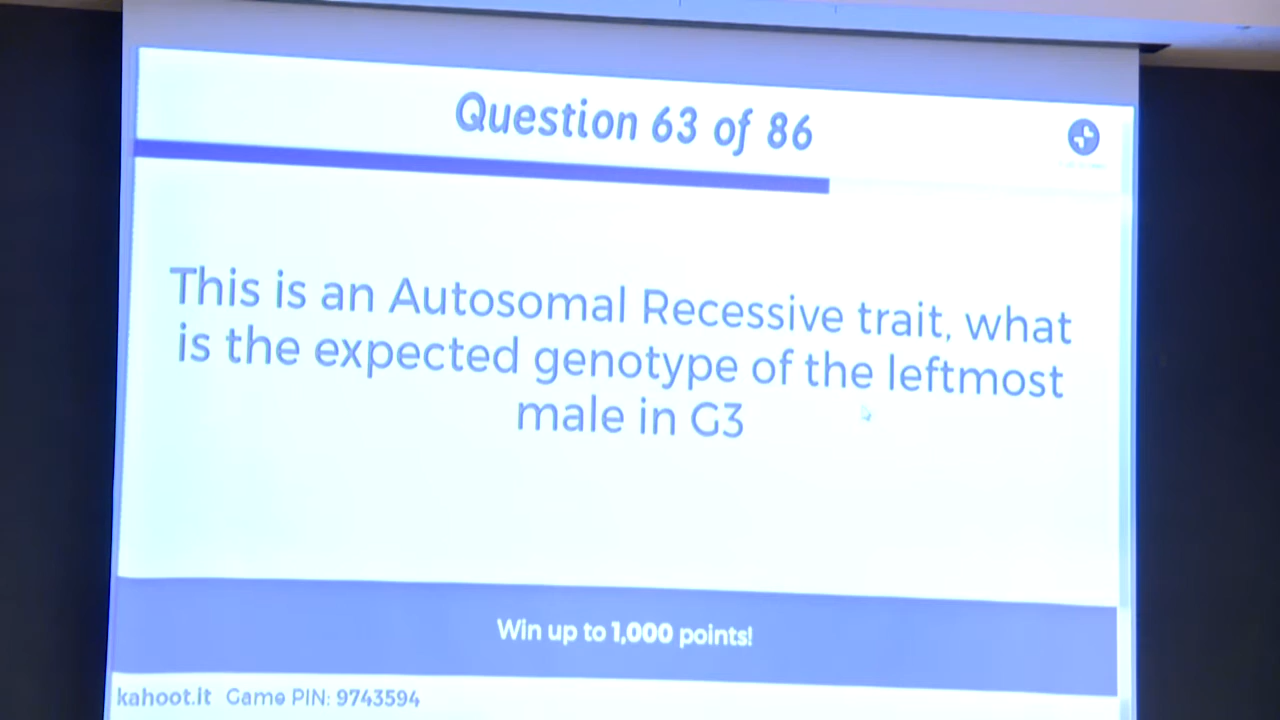 Question 63 of 86
This is an Autosomal Recessive trait, what
is the expected genotype of the leftmost
male in G3
Win up to 1,000 points!
kahoot.it Game PIN: 9743594